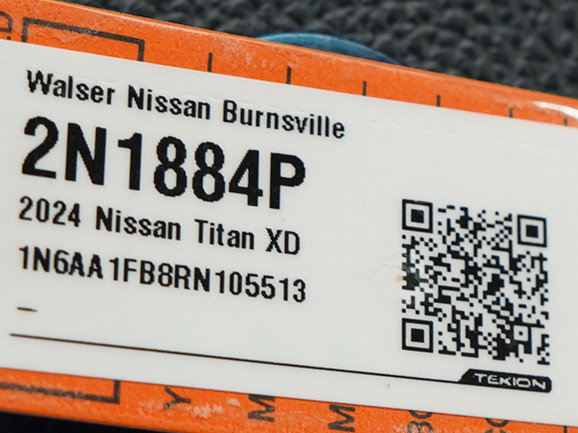 Walser Nissan Burnsville
2N1884P
2024 Nissan Titan XD
1N6AA1FB8RN105513
–
TEKION
Y
M
M